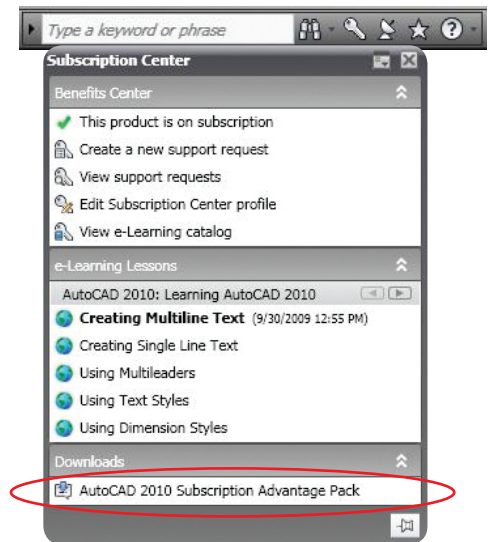 Type a keyword or phrase
Subscription Center
Benefits Center
This product is on subscription
Create a new support request
View support requests
Edit Subscription Center profile
View e-Learning catalog
e-Learning Lessons
AutoCAD 2010: Learning AutoCAD 2010
Creating Multiline Text (9/30/2009 12:55 PM)
Creating Single Line Text
Using Multileaders
Using Text Styles
Using Dimension Styles
Downloads
AutoCAD 2010 Subscription Advantage Pack